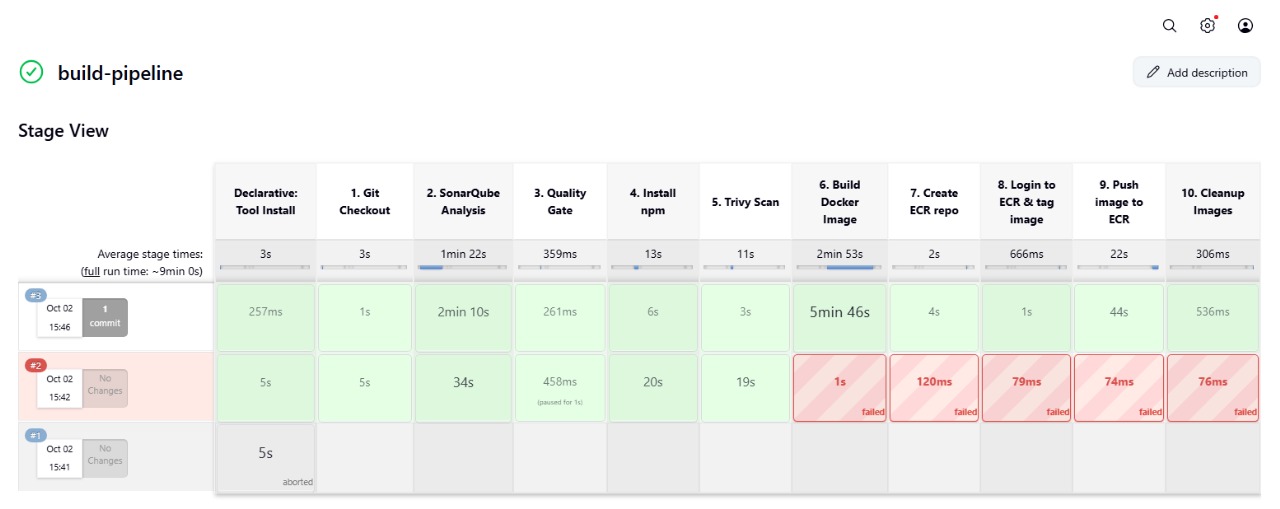 build-pipeline
Add description
Stage View
Declarative:
Tool Install
1. Git
Checkout
2. SonarQube
Analysis
3. Quality
Gate
4. Install
npm
5. Trivy Scan
6. Build
Docker
Image
7. Create
ECR repo
8. Login to
ECR & tag
image
9. Push
image to
ECR
10. Cleanup
Images
Average stage times:
(full run time: ~9min 0s)
3s
3s
1min 22s
359ms
13s
11s
2min 53s
2s
666ms
22s
306ms
#3
Oct 02
15:46
1
commit
257ms
1s
2min 10s
261ms
6s
3s
5min 46s
4s
1s
44s
536ms
#2
Oct 02
15:42
No
Changes
5s
5s
34s
458ms
(paused for 1s)
20s
19s
1s
failed
120ms
failed
79ms
failed
74ms
failed
76ms
failed
#1
Oct 02
15:41
No
Changes
5s
aborted